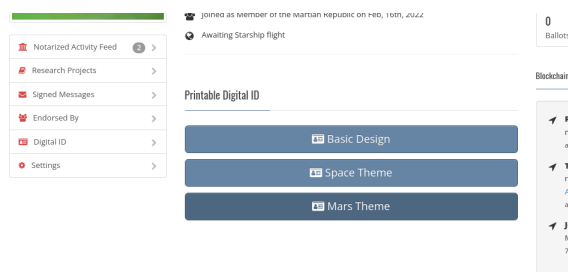 Joined as Member of the Martian Republic on Feb, 16th, 2022
Awaiting Starship flight
Notarized Activity Feed 2
Research Projects
Signed Messages
Endorsed By
Digital ID
Settings
Printable Digital ID
Basic Design
Space Theme
Mars Theme
0
Ballots
Blockchain